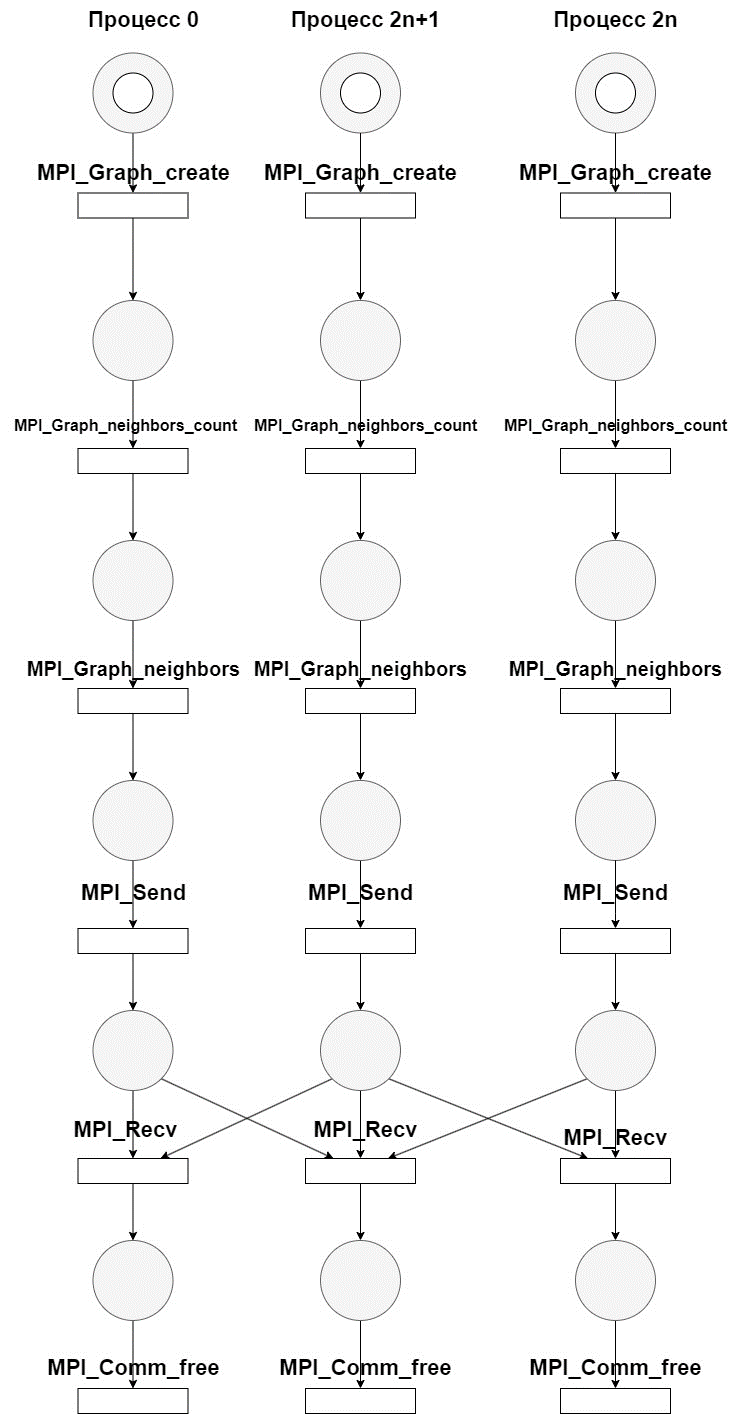 Процесс 0 Процесс 2n+1 Процесс 2n
MPI_Graph_create MPI_Graph_create MPI_Graph_create
MPI_Graph_neighbors_count MPI_Graph_neighbors_count MPI_Graph_neighbors_count
MPI_Graph_neighbors MPI_Graph_neighbors MPI_Graph_neighbors
MPI_Send MPI_Send MPI_Send
MPI_Recv MPI_Recv MPI_Recv
MPI_Comm_free MPI_Comm_free MPI_Comm_free